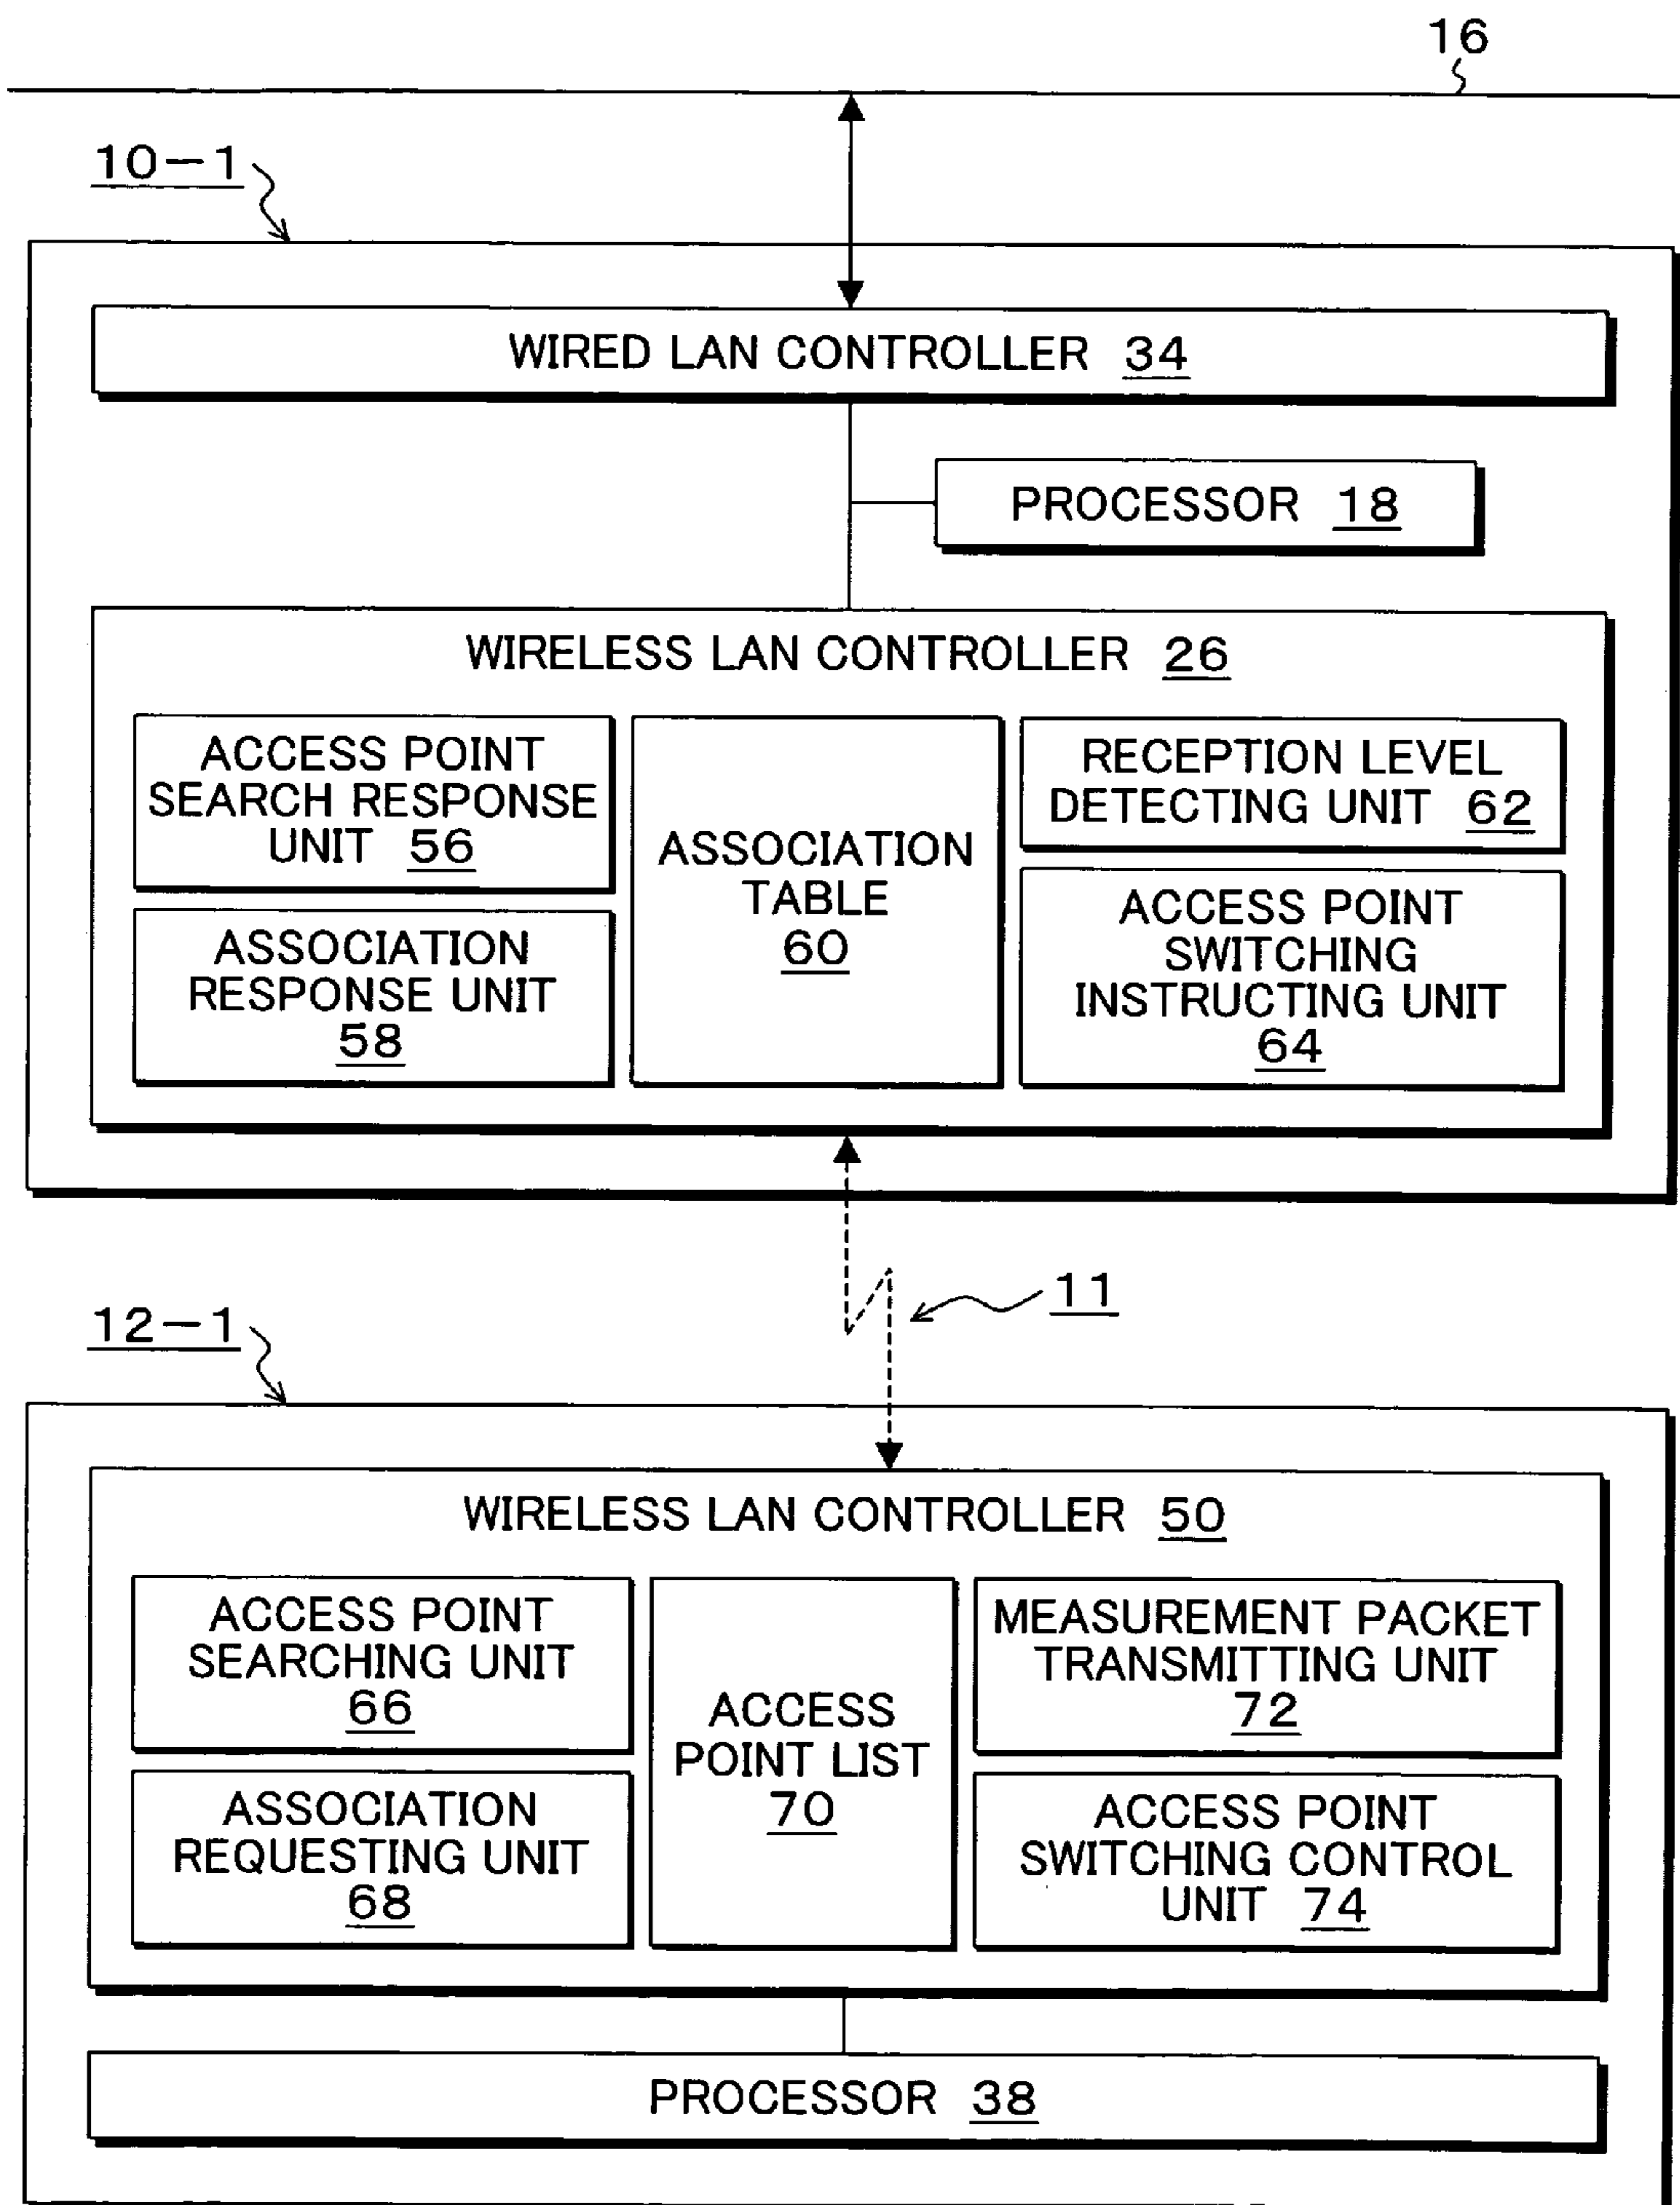 16
10-1
WIRED LAN CONTROLLER 34
PROCESSOR 18
WIRELESS LAN CONTROLLER 26
ACCESS POINT
SEARCH RESPONSE
UNIT 56
ASSOCIATION
RESPONSE UNIT
58
ASSOCIATION
TABLE
60
RECEPTION LEVEL
DETECTING UNIT 62
ACCESS POINT
SWITCHING
INSTRUCTING UNIT
64
11
12-1
WIRELESS LAN CONTROLLER 50
ACCESS POINT
SEARCHING UNIT
66
ASSOCIATION
REQUESTING UNIT
68
ACCESS
POINT LIST
70
MEASUREMENT PACKET
TRANSMITTING UNIT
72
ACCESS POINT
SWITCHING CONTROL
UNIT 74
PROCESSOR 38